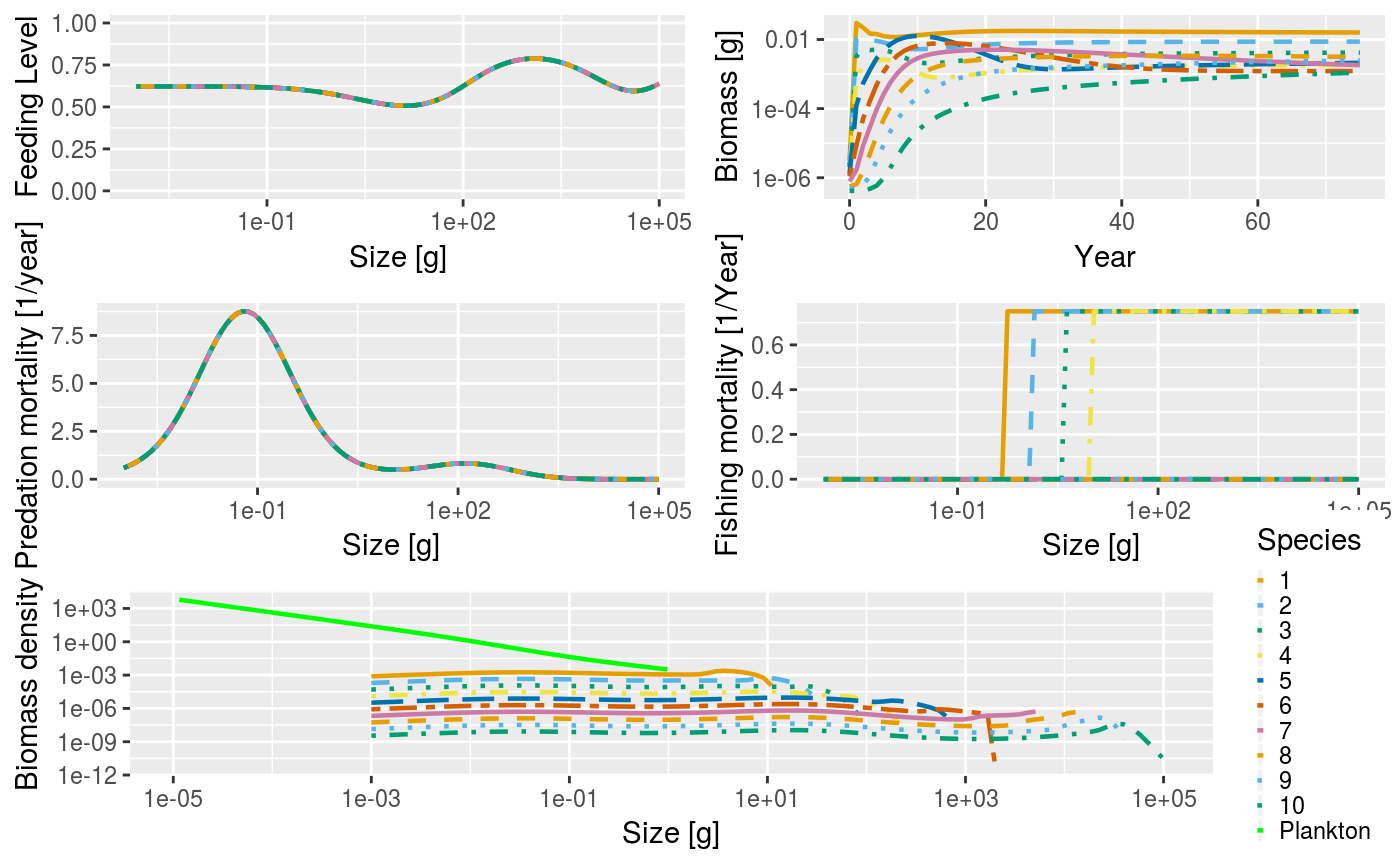 Feeding Level
1.00
0.75
0.50
0.25
0.00
1e-01
1e+02
1e+05
Size [g]
Biomass [g]
0.01
1e-04
1e-06
0
20
40
60
Year
Predation mortality [1/year]
7.5
5.0
2.5
0.0
1e-01
1e+02
1e+05
Size [g]
Fishing mortality [1/Year]
0.6
0.4
0.2
0.0
1e-01
1e+02
Size [g]
Biomass density
1e+03
1e+00
1e-03
1e-06
1e-09
1e-12
1e-05
1e-03
1e-01
1e+01
1e+03
1e+05
Size [g]
Species
1
2
3
4
5
6
7
8
9
10
Plankton